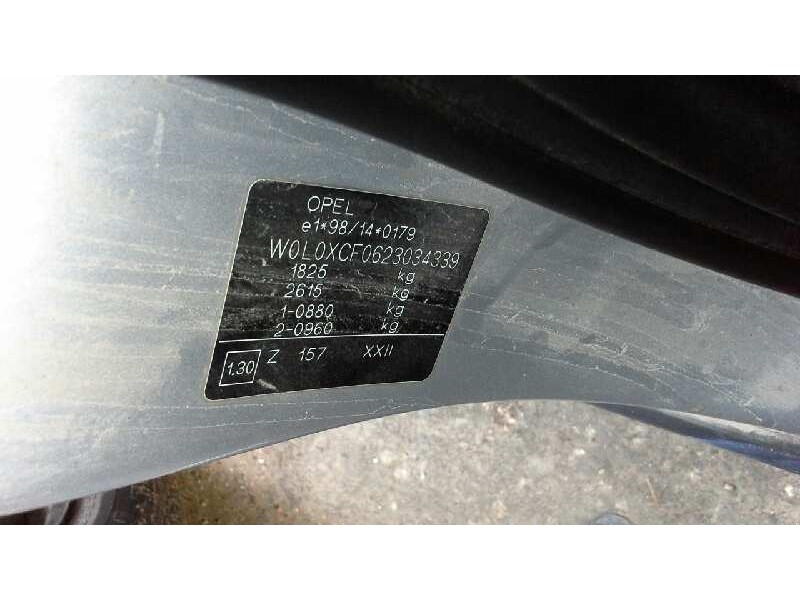 OPEL
e1*98/14*0179
W0L0XCF0623034339
1825 kg
2615 kg
1-0880 kg
2-0960 kg
1.30 Z 157 XXII